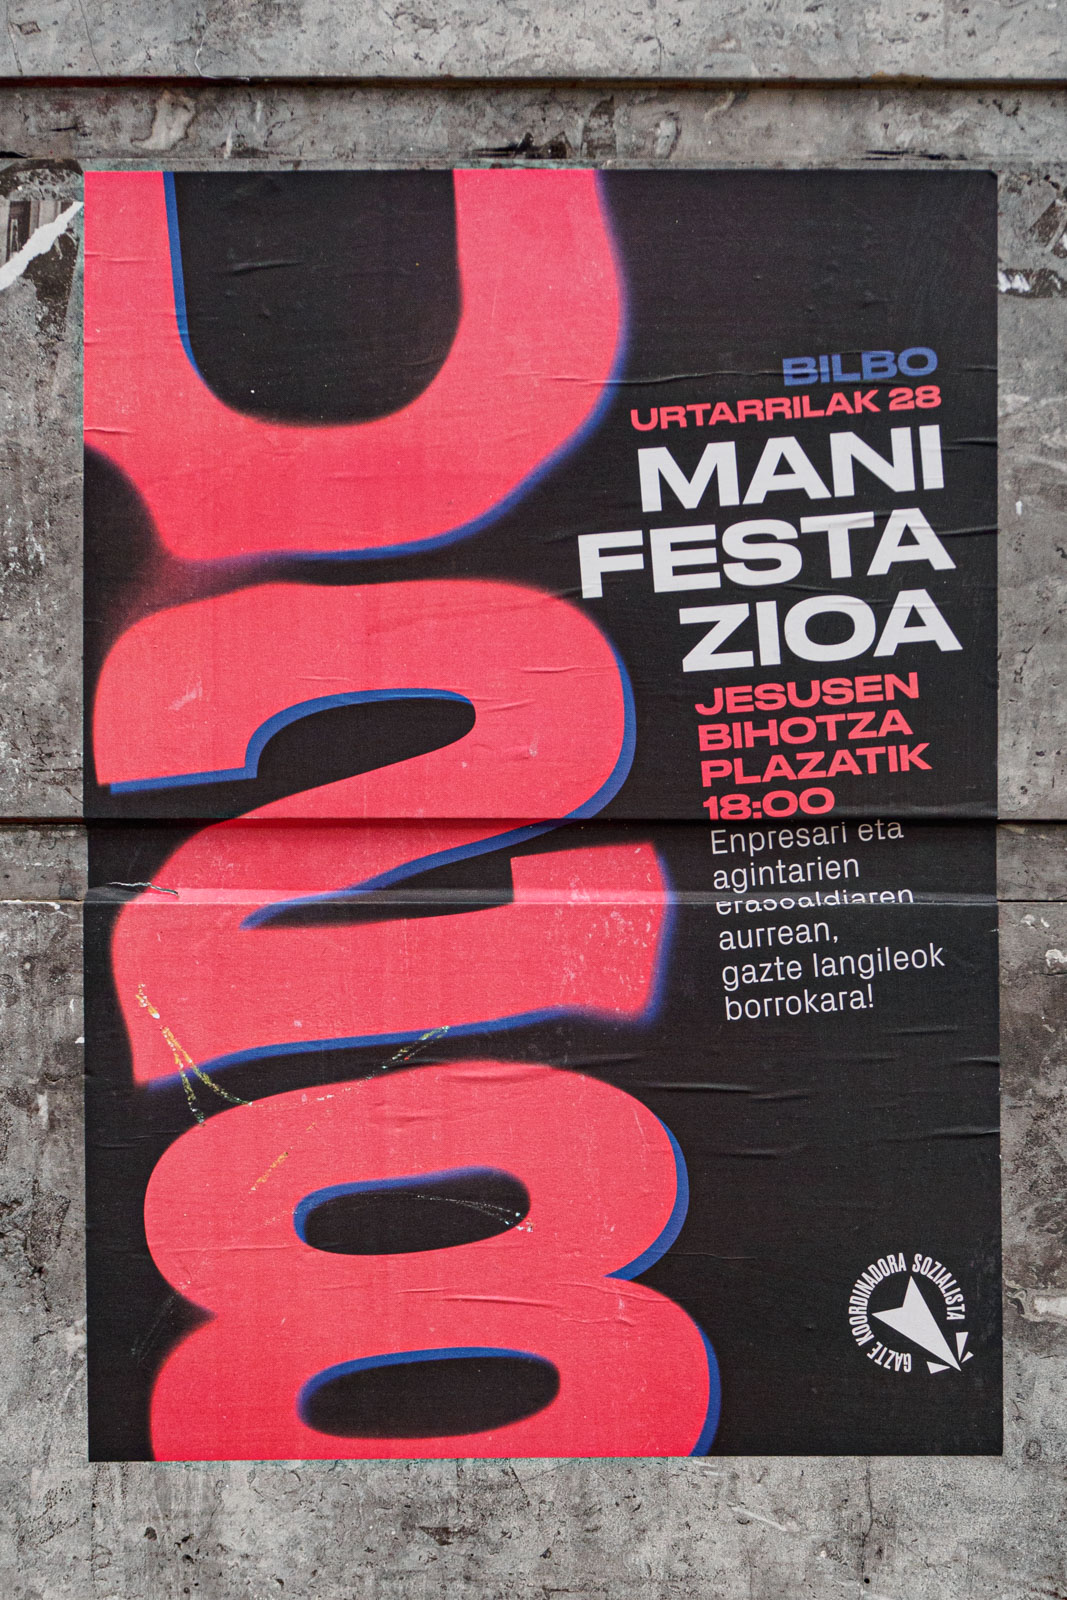 U28
BILBO
URTARRILAK 28
MANI
FESTA
ZIOA
JESUSEN
BIHOTZA
PLAZATIK
18:00
Enpresari eta
agintarien
erasoaldiaren
aurrean,
gazte langileok
borrokara!
GAZTE KOORDINADORA SOZIALISTA